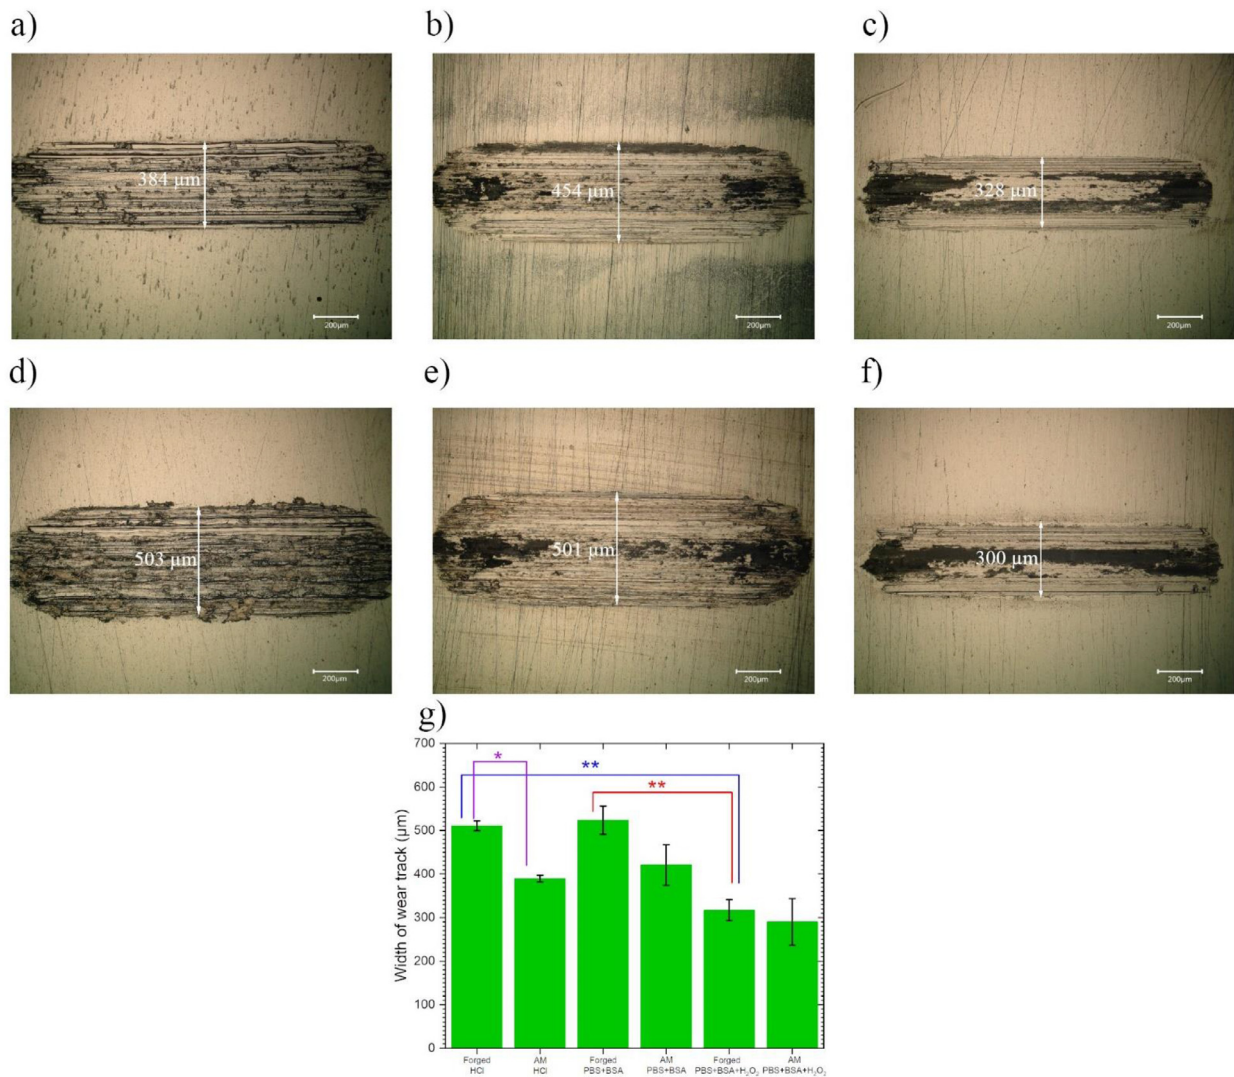 a)
b)
c)
384 µm
454 µm
328 µm
200µm
200µm
200µm
d)
e)
f)
503 µm
501 µm
300 µm
200µm
200µm
200µm
g)
Width of wear track (µm)
700
600
500
400
300
200
100
0
*
**
**
Forged
HCl
AM
HCl
Forged
PBS+BSA
AM
PBS+BSA
Forged
PBS+BSA+H₂O₂
AM
PBS+BSA+H₂O₂